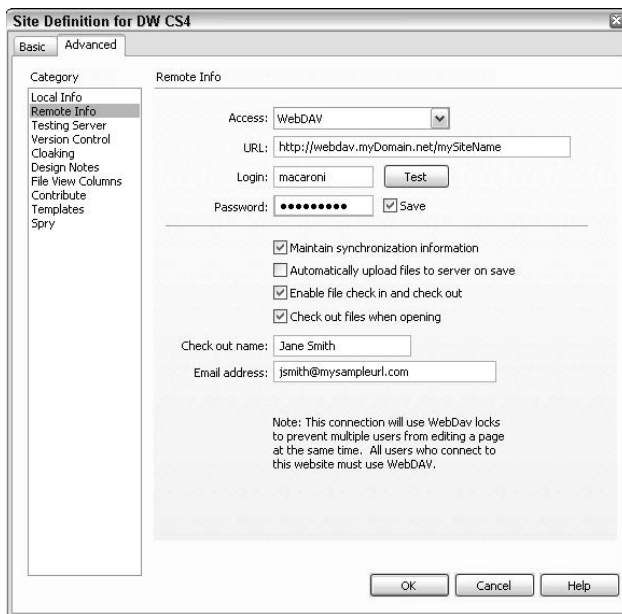 Site Definition for DW CS4
Basic
Advanced
Category
Local Info
Remote Info
Testing Server
Version Control
Cloaking
Design Notes
File View Columns
Contribute
Templates
Spry
Remote Info
Access: WebDAV
URL: http://webdav.myDomain.net/mySiteName
Login: macaroni Test
Password: ●●●●●●●●● Save
Maintain synchronization information
Automatically upload files to server on save
Enable file check in and check out
Check out files when opening
Check out name: Jane Smith
Email address: jsmith@mysampleurl.com
Note: This connection will use WebDav locks
to prevent multiple users from editing a page
at the same time. All users who connect to
this website must use WebDAV.
OK Cancel Help